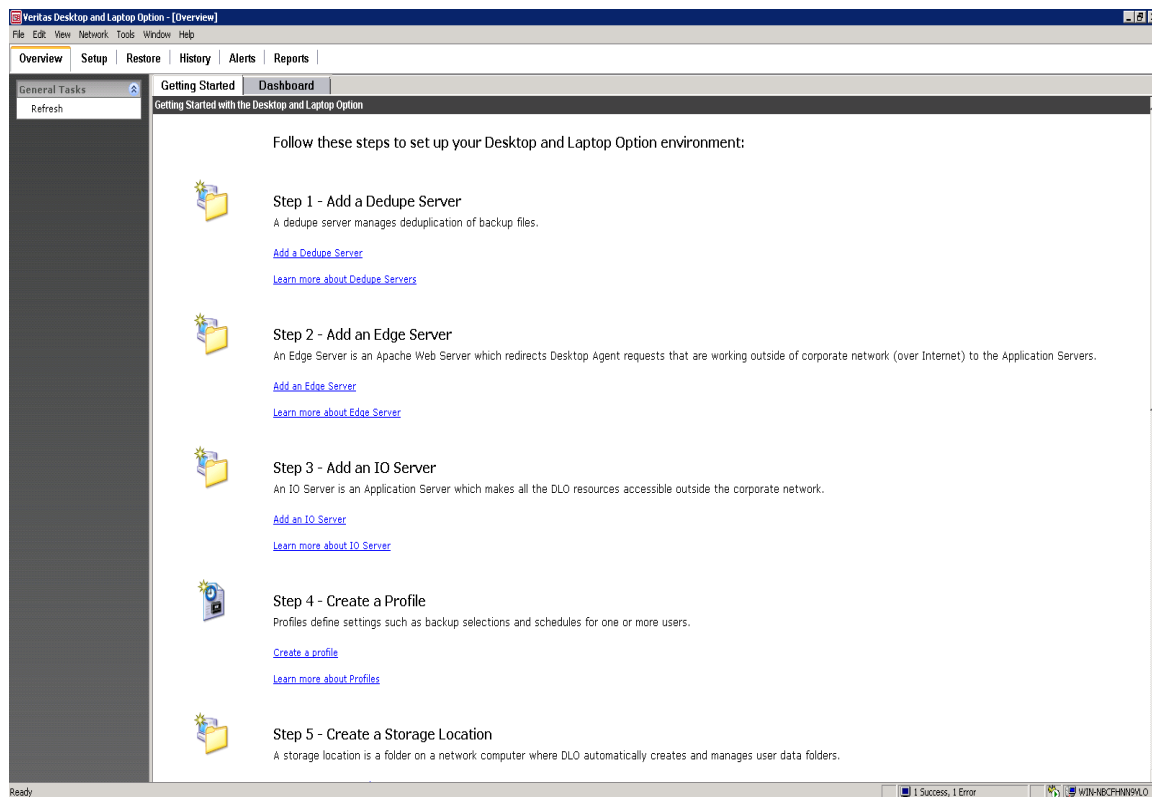 Veritas Desktop and Laptop Option - [Overview]
File Edit View Network Tools Window Help
Overview Setup Restore History Alerts Reports
General Tasks
Refresh
Getting Started Dashboard
Getting Started with the Desktop and Laptop Option
Follow these steps to set up your Desktop and Laptop Option environment:
Step 1 - Add a Dedupe Server
A dedupe server manages deduplication of backup files.
Add a Dedupe Server
Learn more about Dedupe Servers
Step 2 - Add an Edge Server
An Edge Server is an Apache Web Server which redirects Desktop Agent requests that are working outside of corporate network (over Internet) to the Application Servers.
Add an Edge Server
Learn more about Edge Server
Step 3 - Add an IO Server
An IO Server is an Application Server which makes all the DLO resources accessible outside the corporate network.
Add an IO Server
Learn more about IO Server
Step 4 - Create a Profile
Profiles define settings such as backup selections and schedules for one or more users.
Create a profile
Learn more about Profiles
Step 5 - Create a Storage Location
A storage location is a folder on a network computer where DLO automatically creates and manages user data folders.
Ready
1 Success, 1 Error
WIN-NBCFHNN9VLO